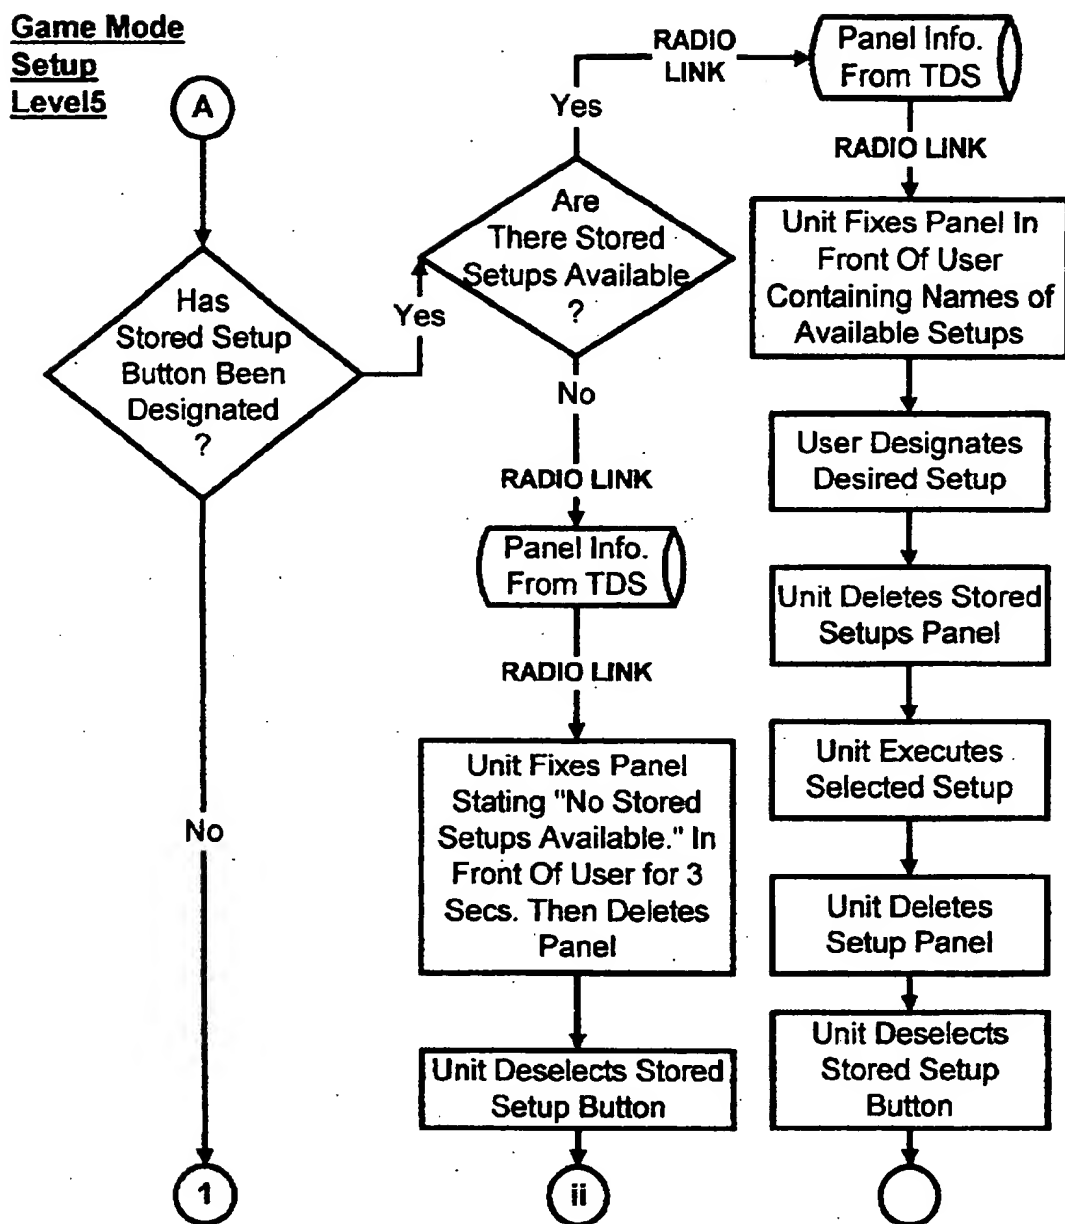 Game Mode
Setup
Level5
A
Has
Stored Setup
Button Been
Designated
?
Yes
No
1
Are
There Stored
Setups Available
?
Yes
RADIO
LINK
No
RADIO LINK
Panel Info.
From TDS
RADIO LINK
Unit Fixes Panel
Stating "No Stored
Setups Available." In
Front Of User for 3
Secs. Then Deletes
Panel
Unit Deselects Stored
Setup Button
ii
Panel Info.
From TDS
RADIO LINK
Unit Fixes Panel In
Front Of User
Containing Names of
Available Setups
User Designates
Desired Setup
Unit Deletes Stored
Setups Panel
Unit Executes
Selected Setup
Unit Deletes
Setup Panel
Unit Deselects
Stored Setup
Button